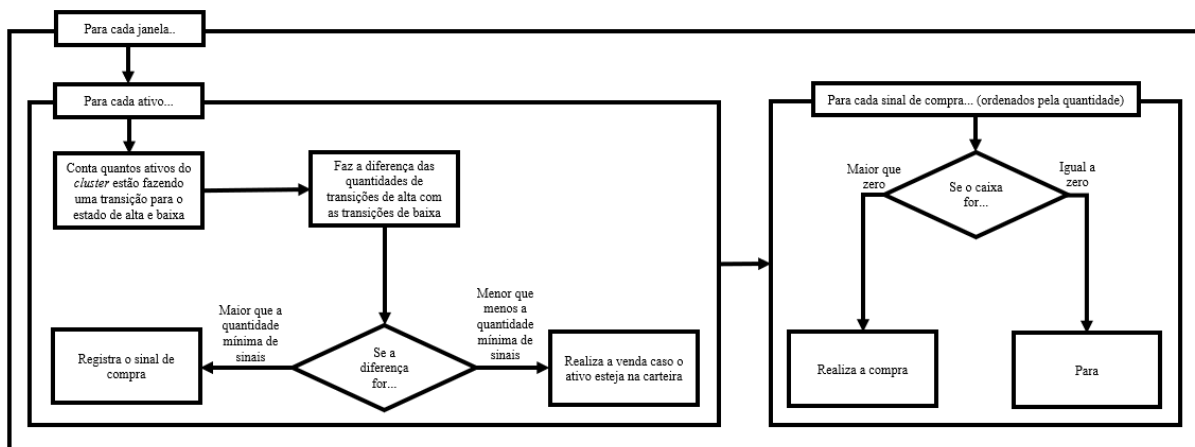 Para cada janela..
Para cada ativo...
Conta quantos ativos do
cluster estão fazendo
uma transição para o
estado de alta e baixa
Faz a diferença das
quantidades de
transições de alta com
as transições de baixa
Se a
diferença
for...
Maior que a
quantidade
mínima de
sinais
Registra o sinal de
compra
Menor que
menos a
quantidade
mínima de
sinais
Realiza a venda caso o
ativo esteja na carteira
Para cada sinal de compra... (ordenados pela quantidade)
Se o caixa
for...
Maior que
zero
Igual a
zero
Realiza a compra
Para